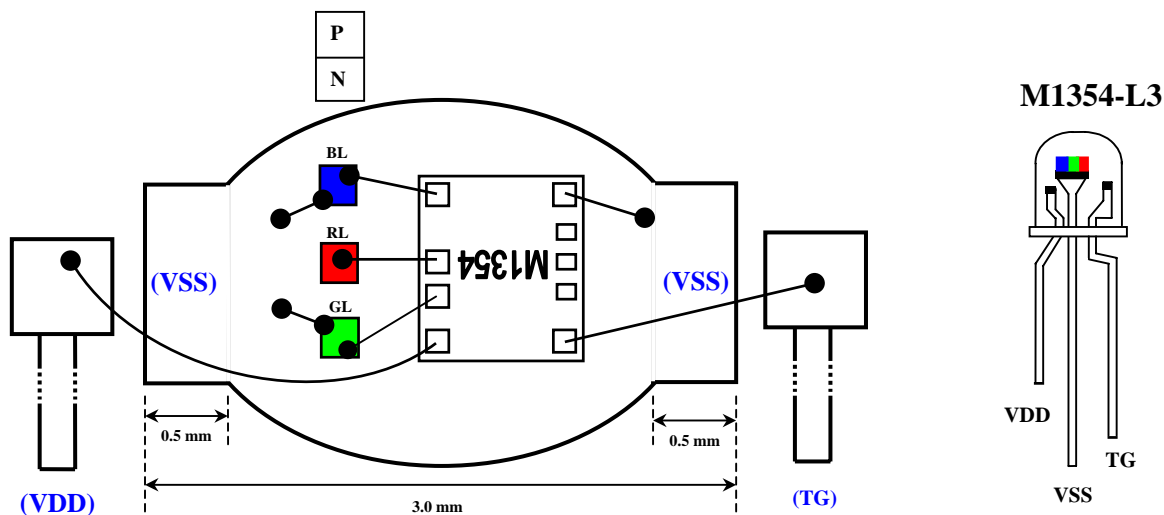 P
N
M1354-L3
BL
RL
GL
M1354
(VSS)
(VSS)
0.5 mm
0.5 mm
3.0 mm
(VDD)
(TG)
VDD
TG
VSS